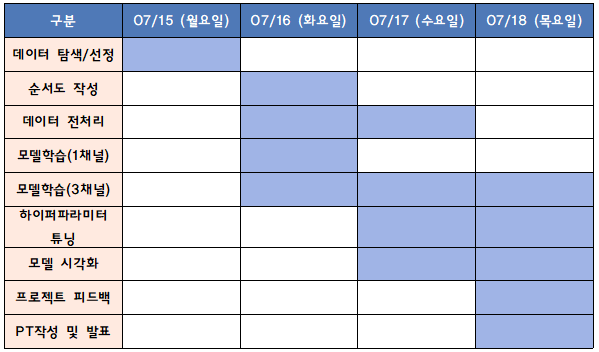 구분 07/15 (월요일) 07/16 (화요일) 07/17 (수요일) 07/18 (목요일)
데이터 탐색/선정
순서도 작성
데이터 전처리
모델학습(1채널)
모델학습(3채널)
하이퍼파라미터
튜닝
모델 시각화
프로젝트 피드백
PT작성 및 발표